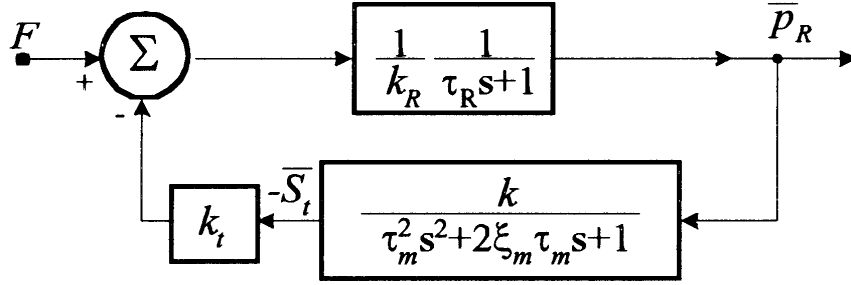 F
+
Σ
-
1/k_R 1/(τ_R s+1)
p̅_R
k_t
-S̅_t
k/(τ_m^2 s^2+2ξ_m τ_m s+1)